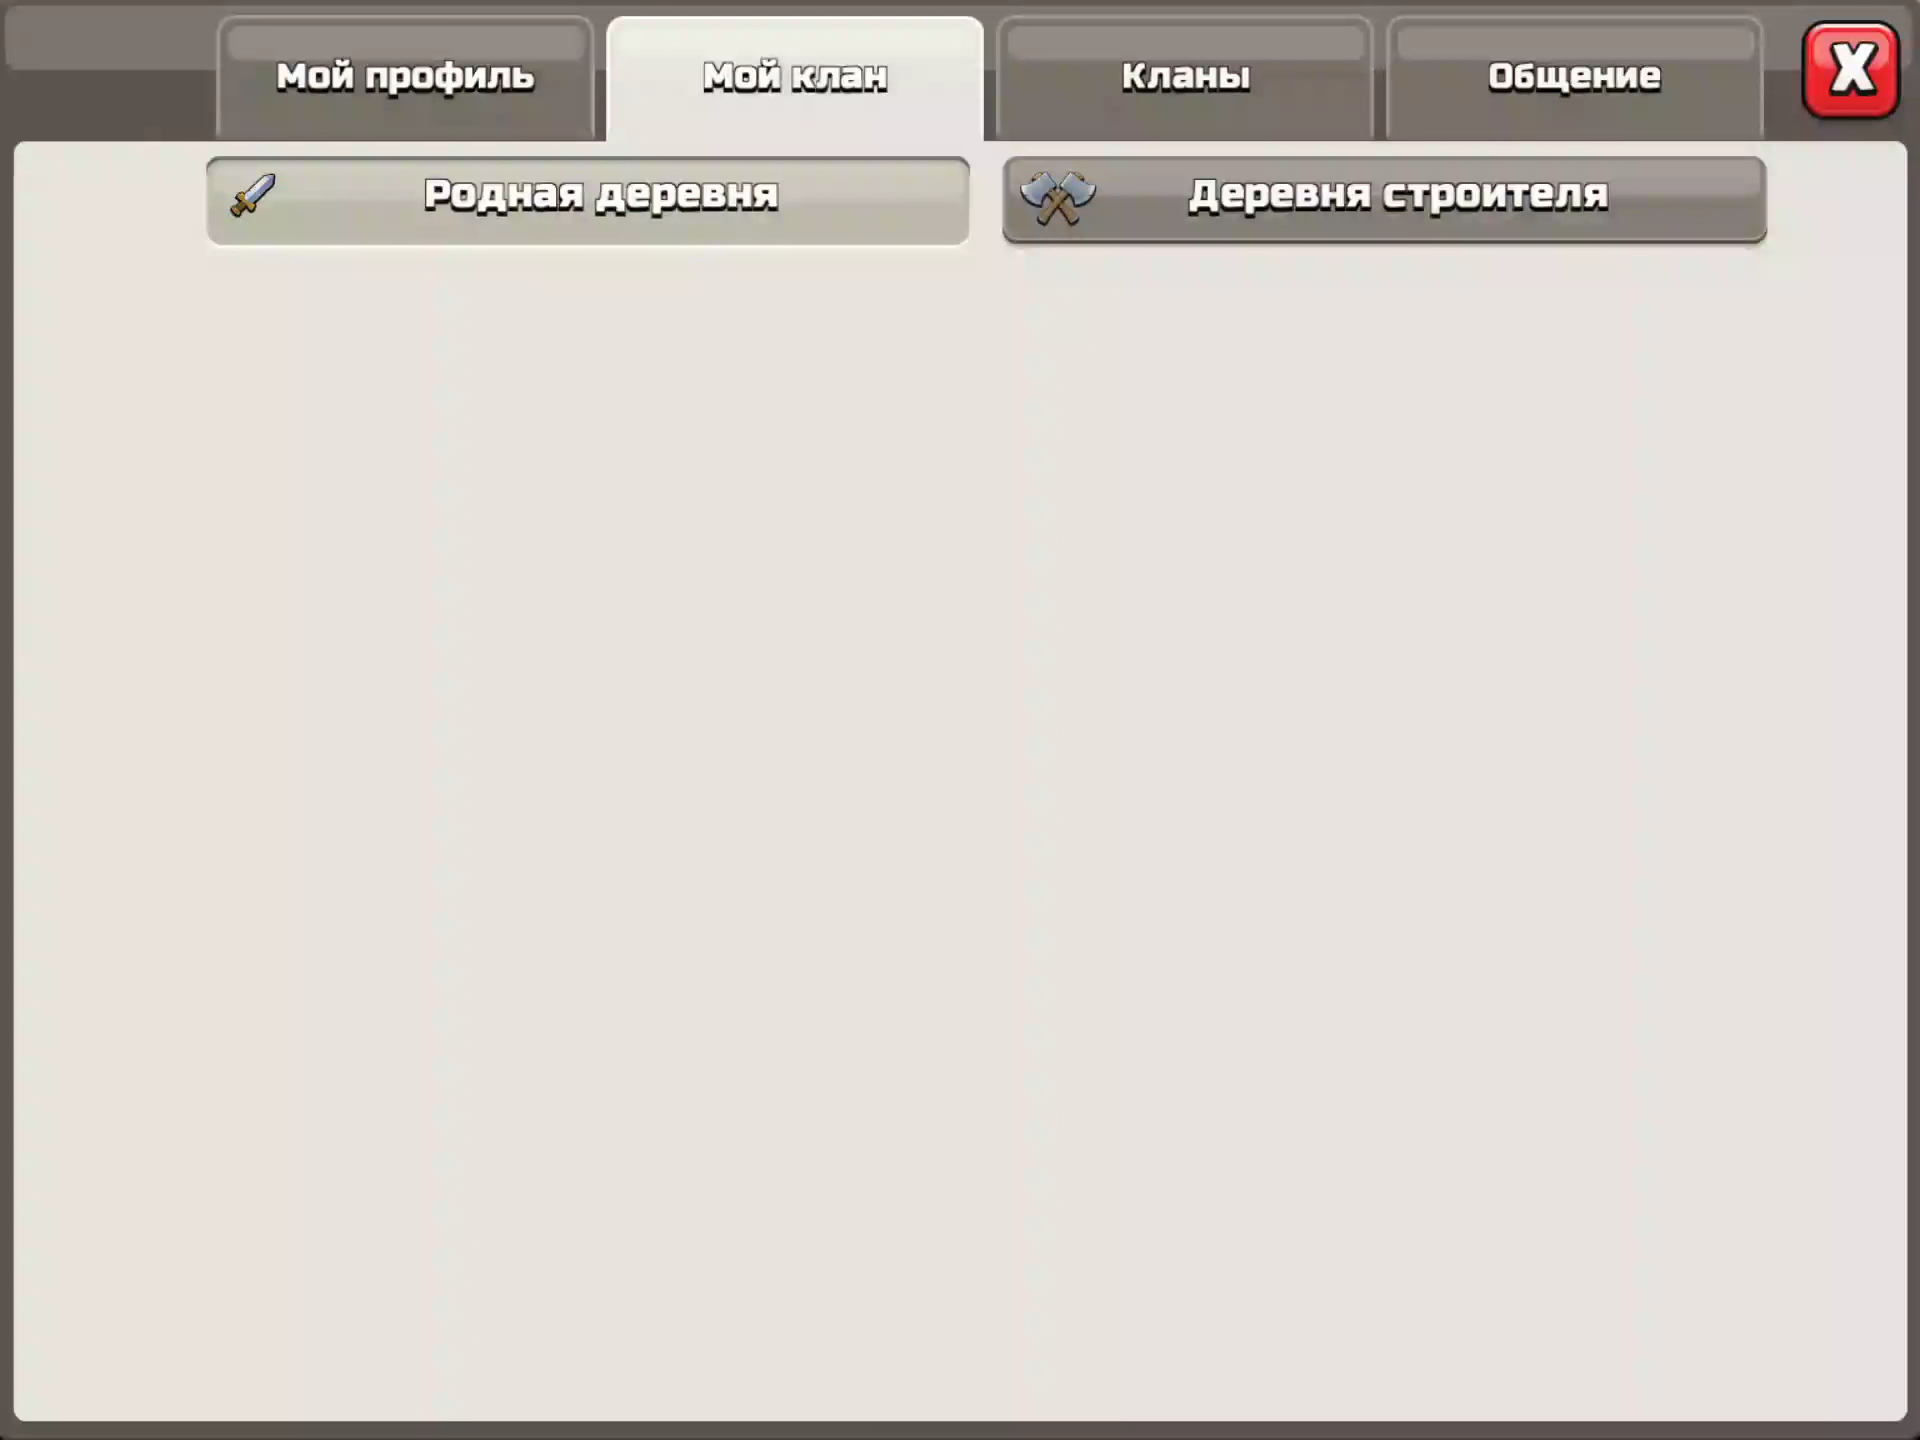 Мой профиль
Мой клан
Кланы
Общение
X
Родная деревня
Деревня строителя